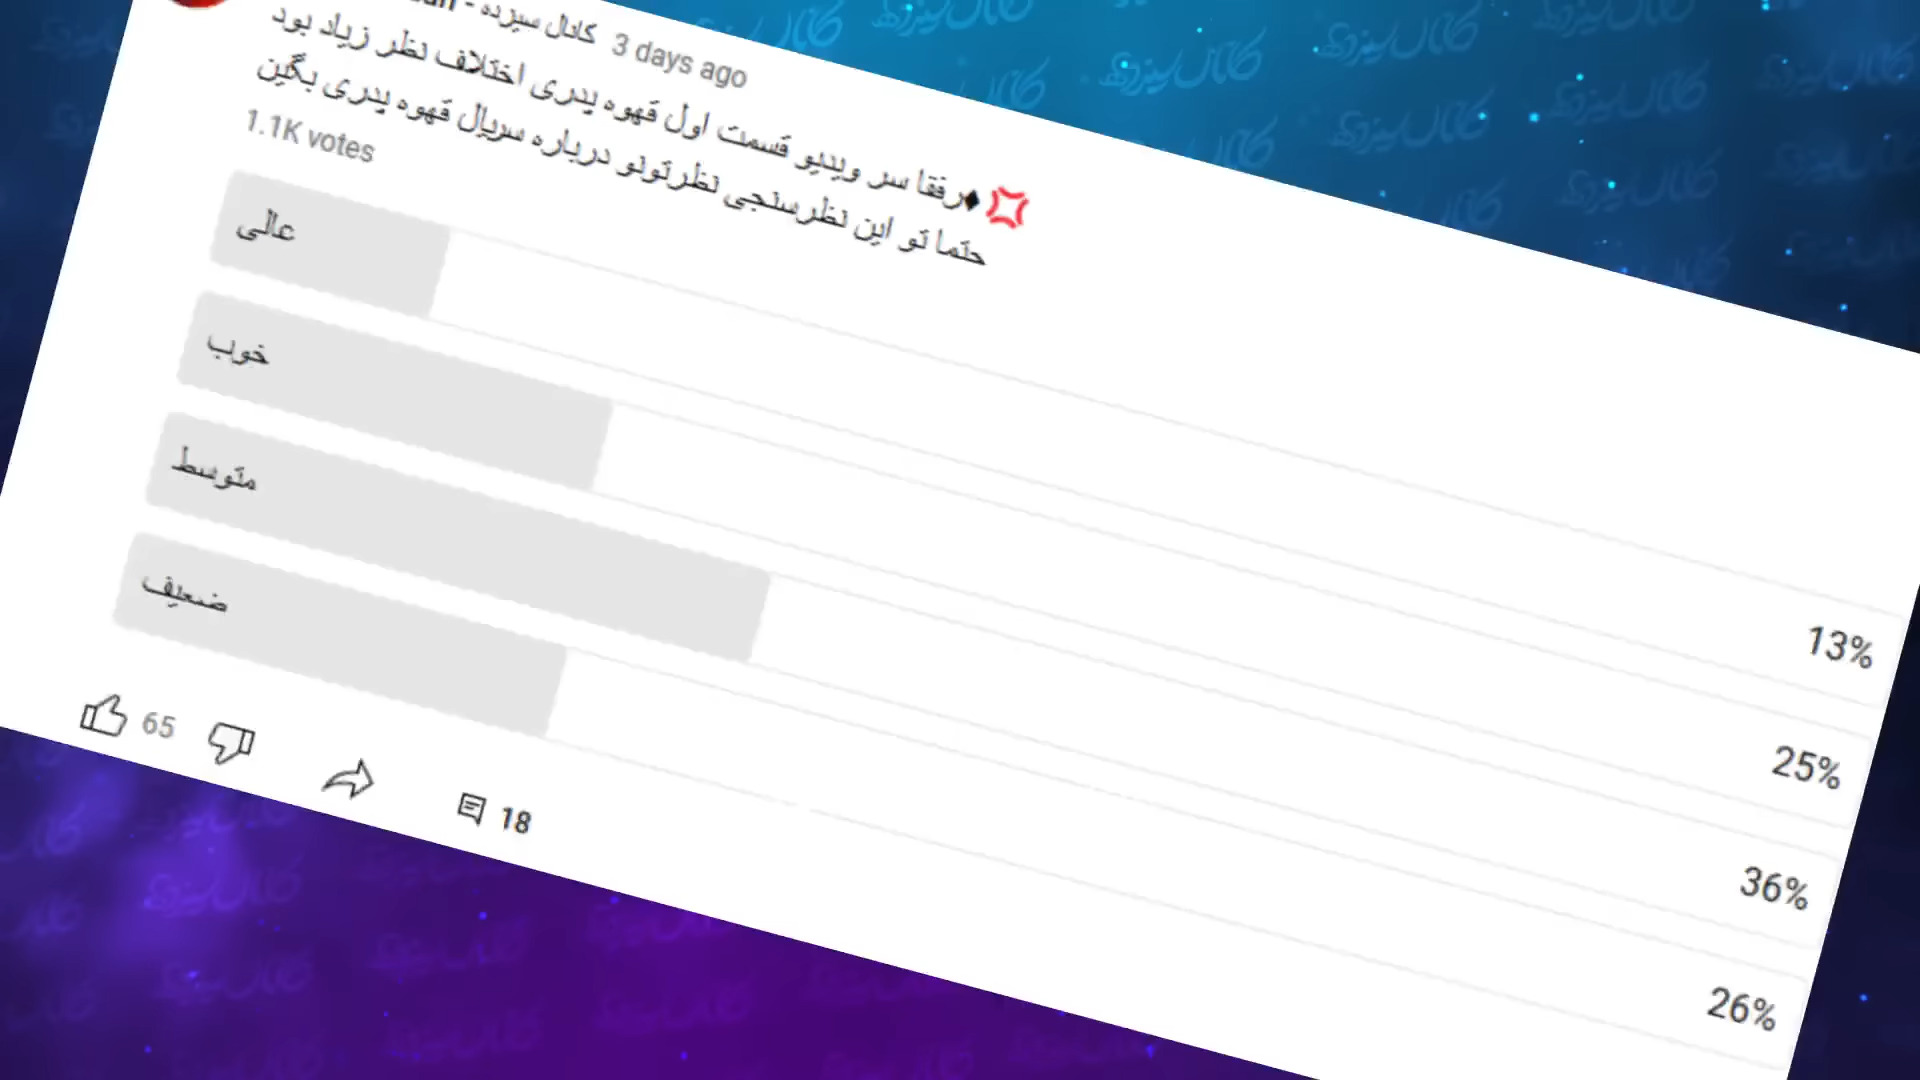 - کانال سیزده 3 days ago
رفقا سر ویدیو قسمت اول قهوه پدری اختلاف نظر زیاد بود
حتما تو این نظرسنجی نظرتونو درباره سریال قهوه پدری بگین
1.1K votes
عالی 13%
خوب 25%
متوسط 36%
ضعیف 26%
65
18